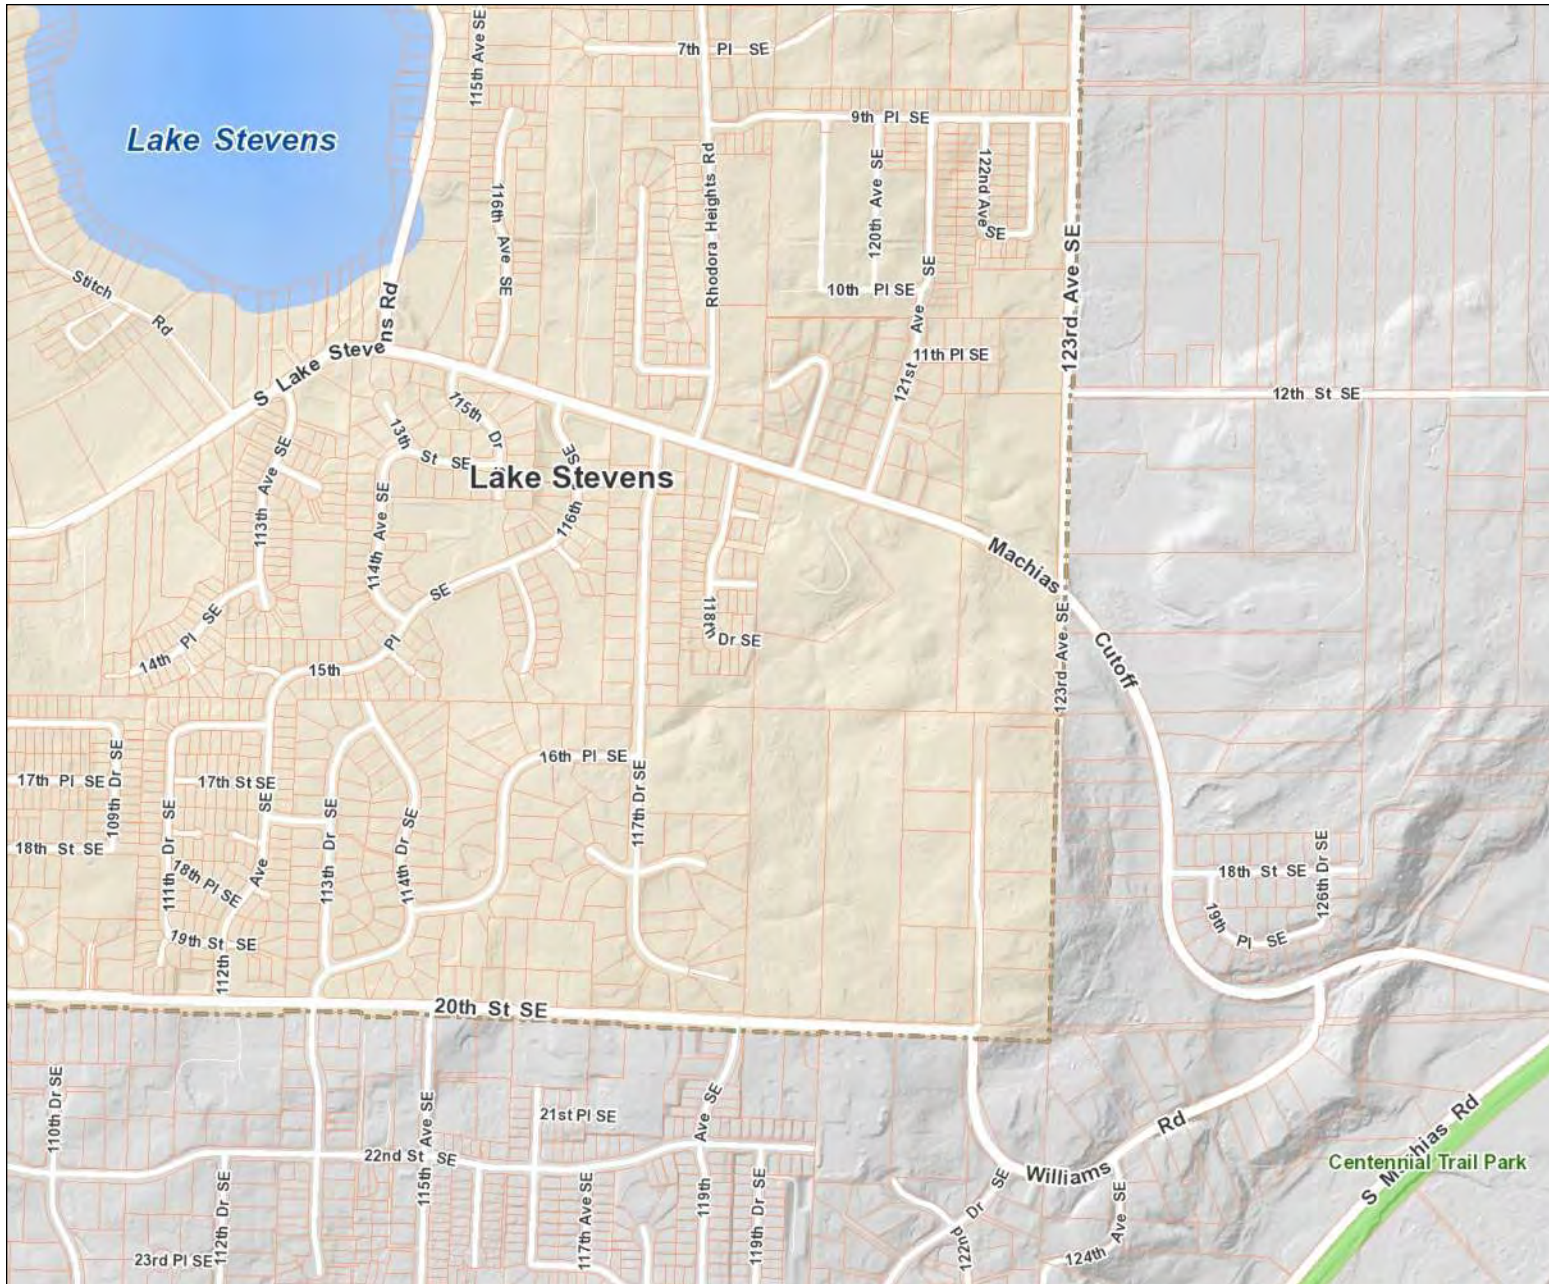 115th Ave SE
7th Pl SE
9th Pl SE
Lake Stevens
116th Ave SE
Rhodora Heights Rd
120th Ave SE
122nd Ave SE
123rd Ave SE
Stitch Rd
10th Pl SE
S Lake Stevens Rd
121st Ave SE
11th Pl SE
12th St SE
115th Dr
13th St SE
113th Ave SE
Lake Stevens
116th SE
114th Ave SE
Machias Cutoff
15th Pl SE
14th Pl SE
118th Dr SE
123rd Ave SE
16th Pl SE
17th Pl SE
109th Dr SE
17th St SE
18th St SE
111th Dr SE
18th Pl SE
112th Ave SE
113th Dr SE
114th Dr SE
117th Dr SE
19th St SE
18th St SE
126th Dr SE
19th Pl SE
20th St SE
110th Dr SE
115th Ave SE
21st Pl SE
119th Ave SE
22nd St SE
112th Dr SE
117th Ave SE
119th Dr SE
23rd Pl SE
Williams Rd
122nd Dr SE
124th Ave SE
S Machias Rd
Centennial Trail Park